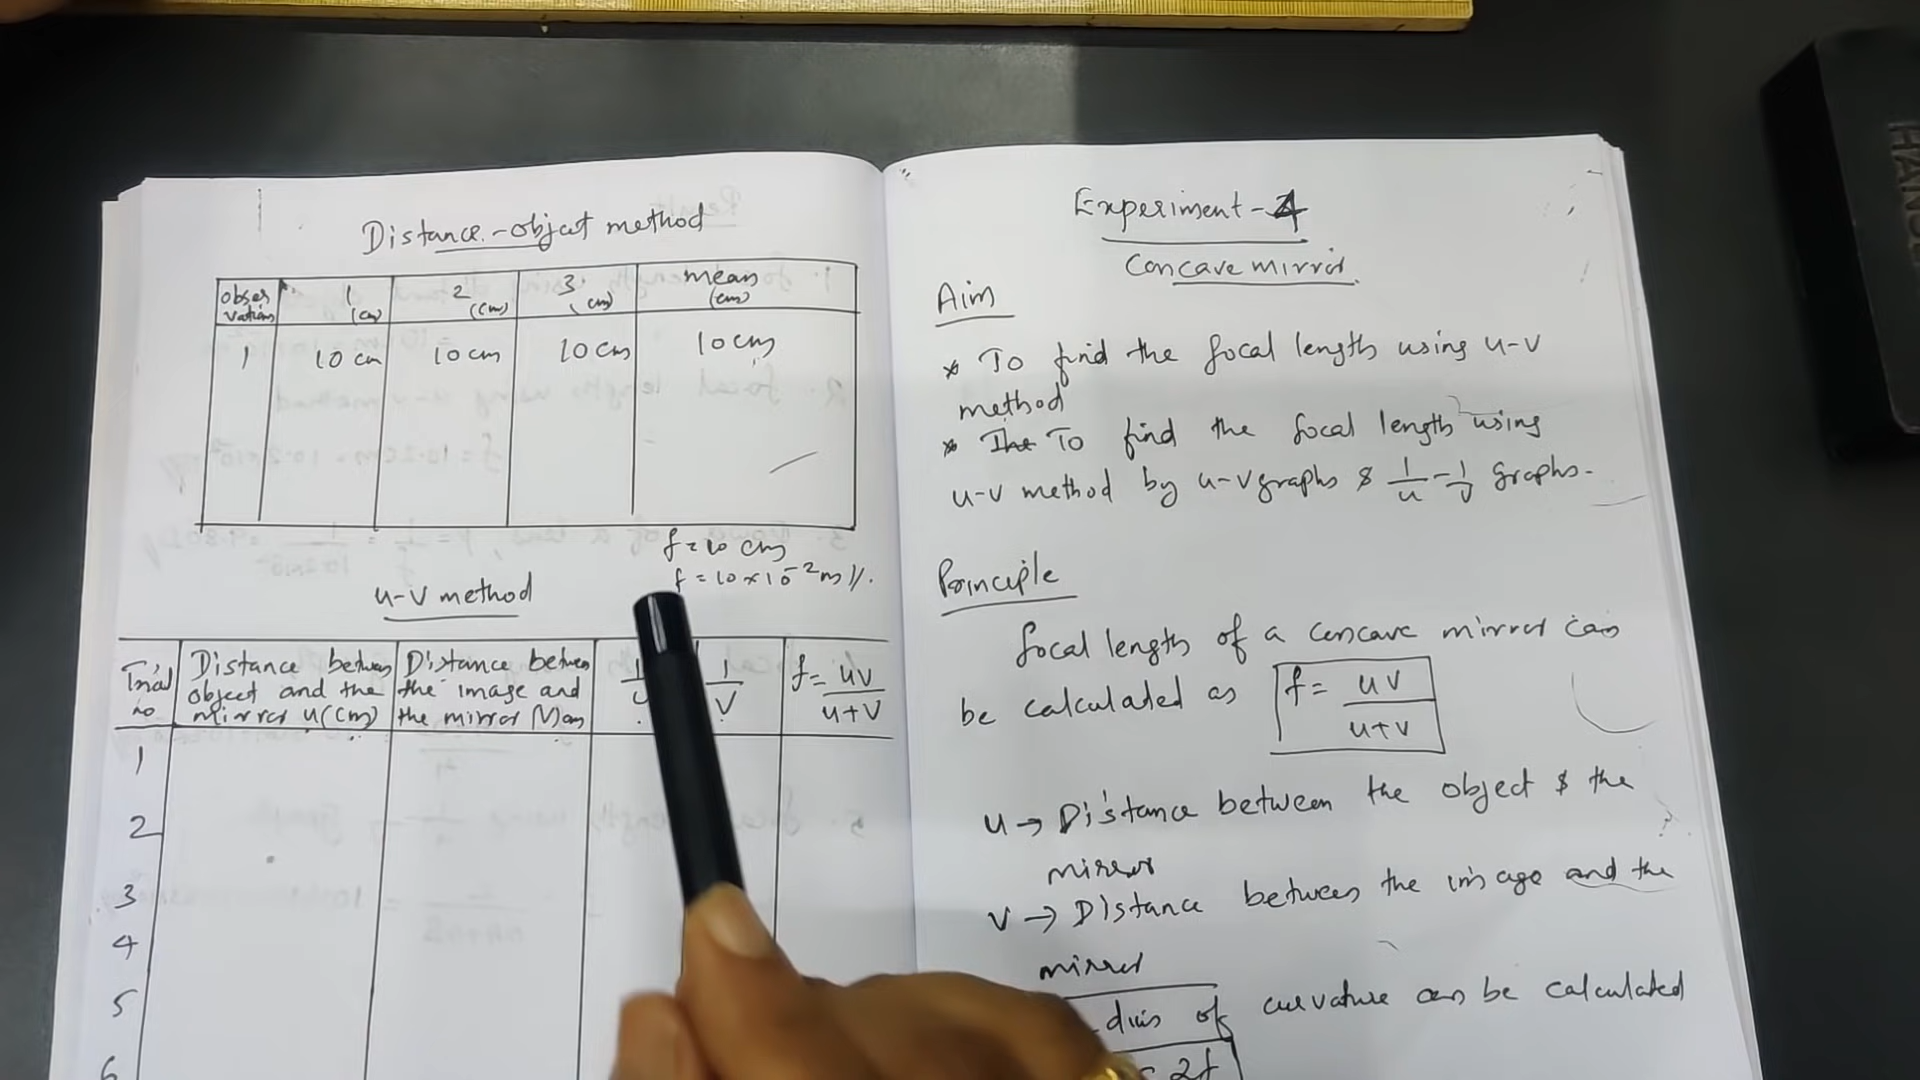 Distance-object method
Obser vations 1 (cm) 2 (cm) 3. (cm) mean (cm)
1 10 cm 10 cm 10 cm 10 cm
f = 10 cm
f = 10 × 10⁻² m //.
u-v method
Trial no Distance between object and the mirror u (cm) Distance between the image and the mirror (v) cm 1/u 1/v f = uv/u+v
1
2
3
4
5
6
Experiment-4
Concave mirror
Aim
* To find the focal length using u-v
method
* To find the focal length using
u-v method by u-v graphs & 1/u - 1/v graphs.
Principle
focal length of a concave mirror can
be calculated as f = uv/u+v
u → Distance between the object & the
mirror
v → Distance between the image and the
mirror
of curvature can be calculated
2f